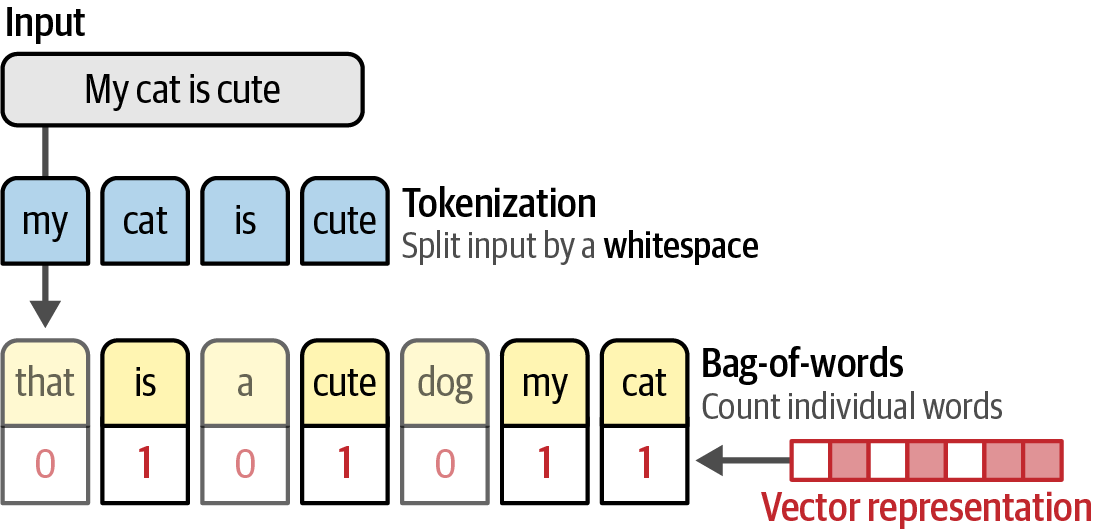 Input
My cat is cute
my cat is cute
Tokenization
Split input by a whitespace
that is a cute dog my cat
Bag-of-words
Count individual words
0 1 0 1 0 1 1
Vector representation